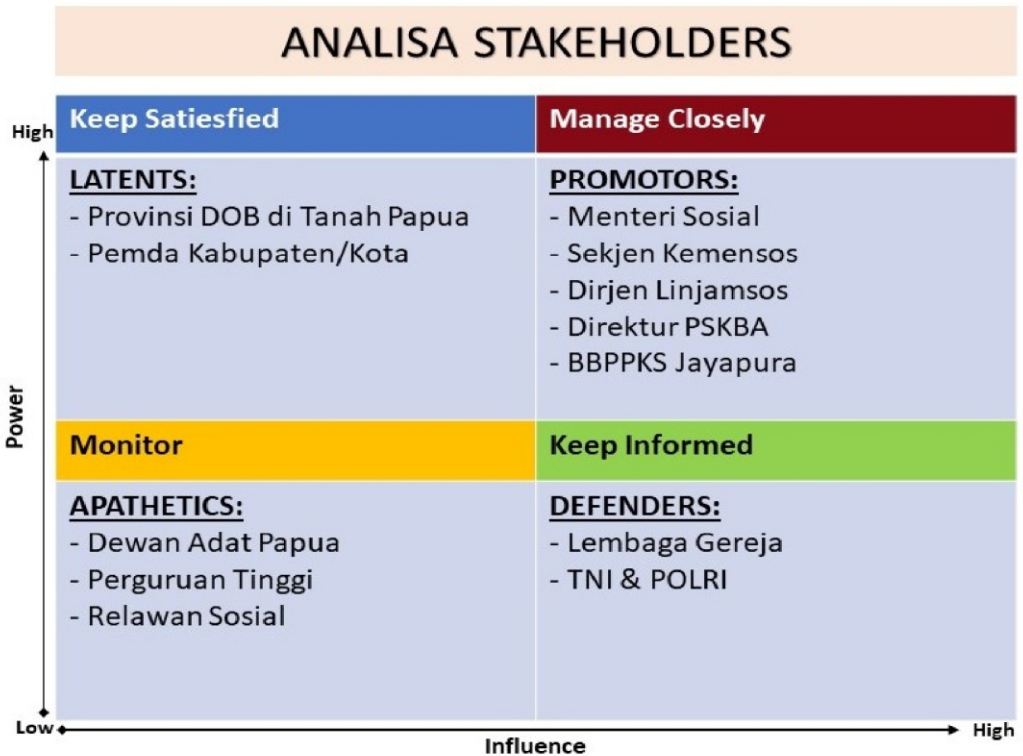 ANALISA STAKEHOLDERS
High
Keep Satiesfied
Manage Closely
LATENTS:
- Provinsi DOB di Tanah Papua
- Pemda Kabupaten/Kota
PROMOTORS:
- Menteri Sosial
- Sekjen Kemensos
- Dirjen Linjamsos
- Direktur PSKBA
- BBPPKS Jayapura
Power
Monitor
Keep Informed
APATHETICS:
- Dewan Adat Papua
- Perguruan Tinggi
- Relawan Sosial
DEFENDERS:
- Lembaga Gereja
- TNI & POLRI
Low
Influence
High